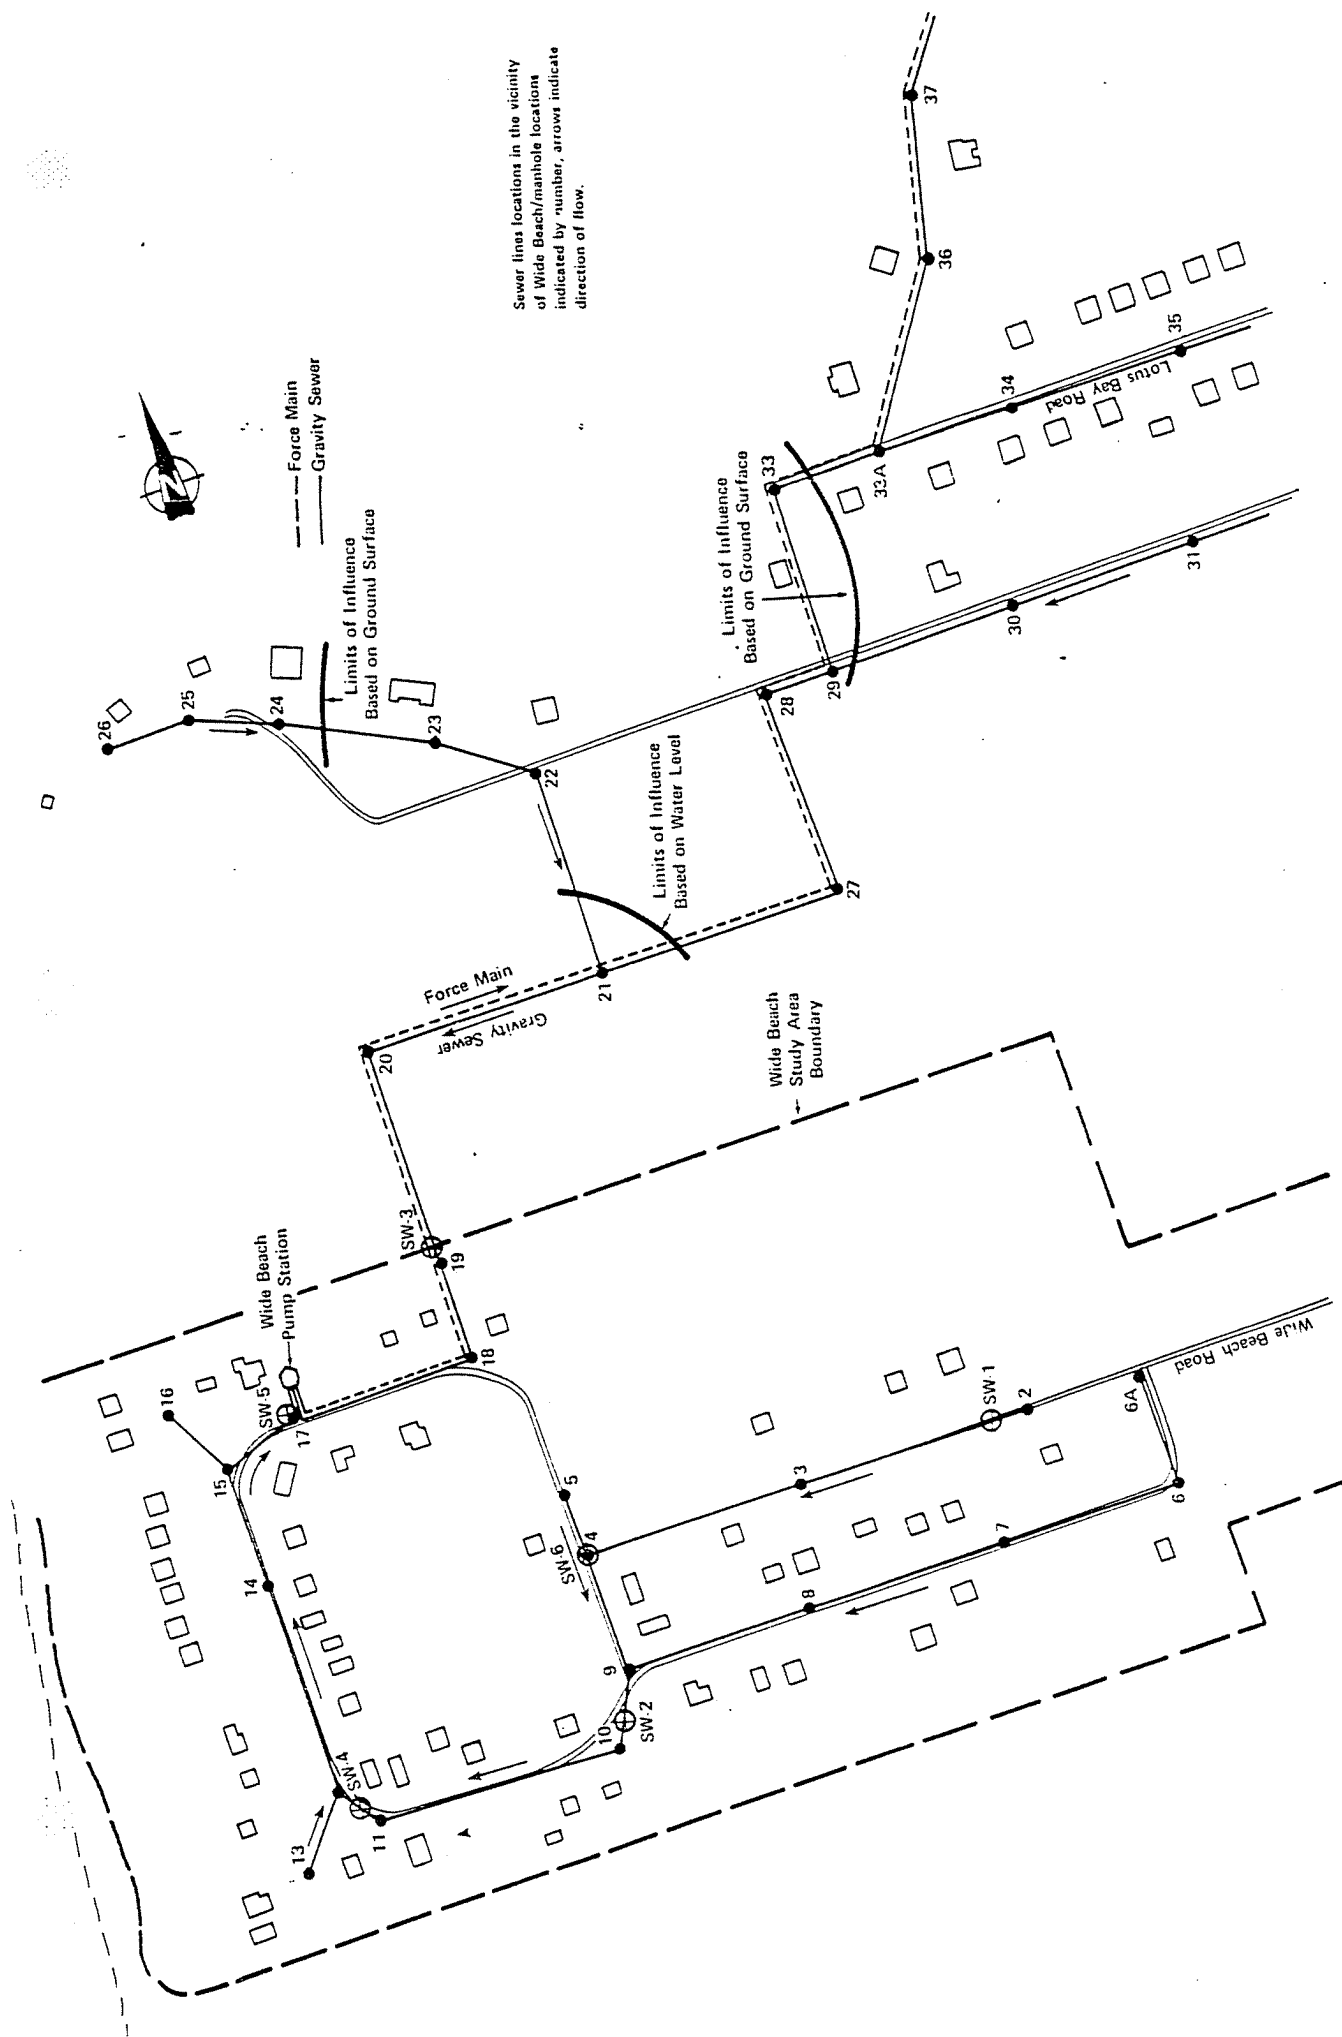 Sewer lines locations in the vicinity
of Wide Beach/manhole locations
indicated by number, arrows indicate
direction of flow.
N
Force Main
Gravity Sewer
Limits of Influence
Based on Ground Surface
26
25
24
23
22
Limits of Influence
Based on Water Level
21
Force Main
Gravity Sewer
20
27
28
29
30
31
Limits of Influence
Based on Ground Surface
33
33A
34
35
Lotus Bay Road
36
37
Wide Beach
Study Area
Boundary
Wide Beach
Pump Station
SW-3
19
18
SW-5
17
16
15
14
13
SW-4
11
10
SW-2
9
SW-6
4
5
3
SW-1
2
6A
6
7
8
Wide Beach Road